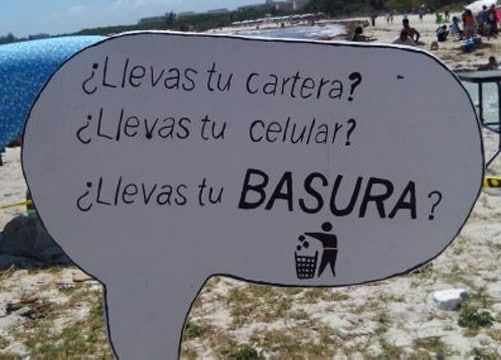 ¿Llevas tu cartera?
¿Llevas tu celular?
¿Llevas tu BASURA?